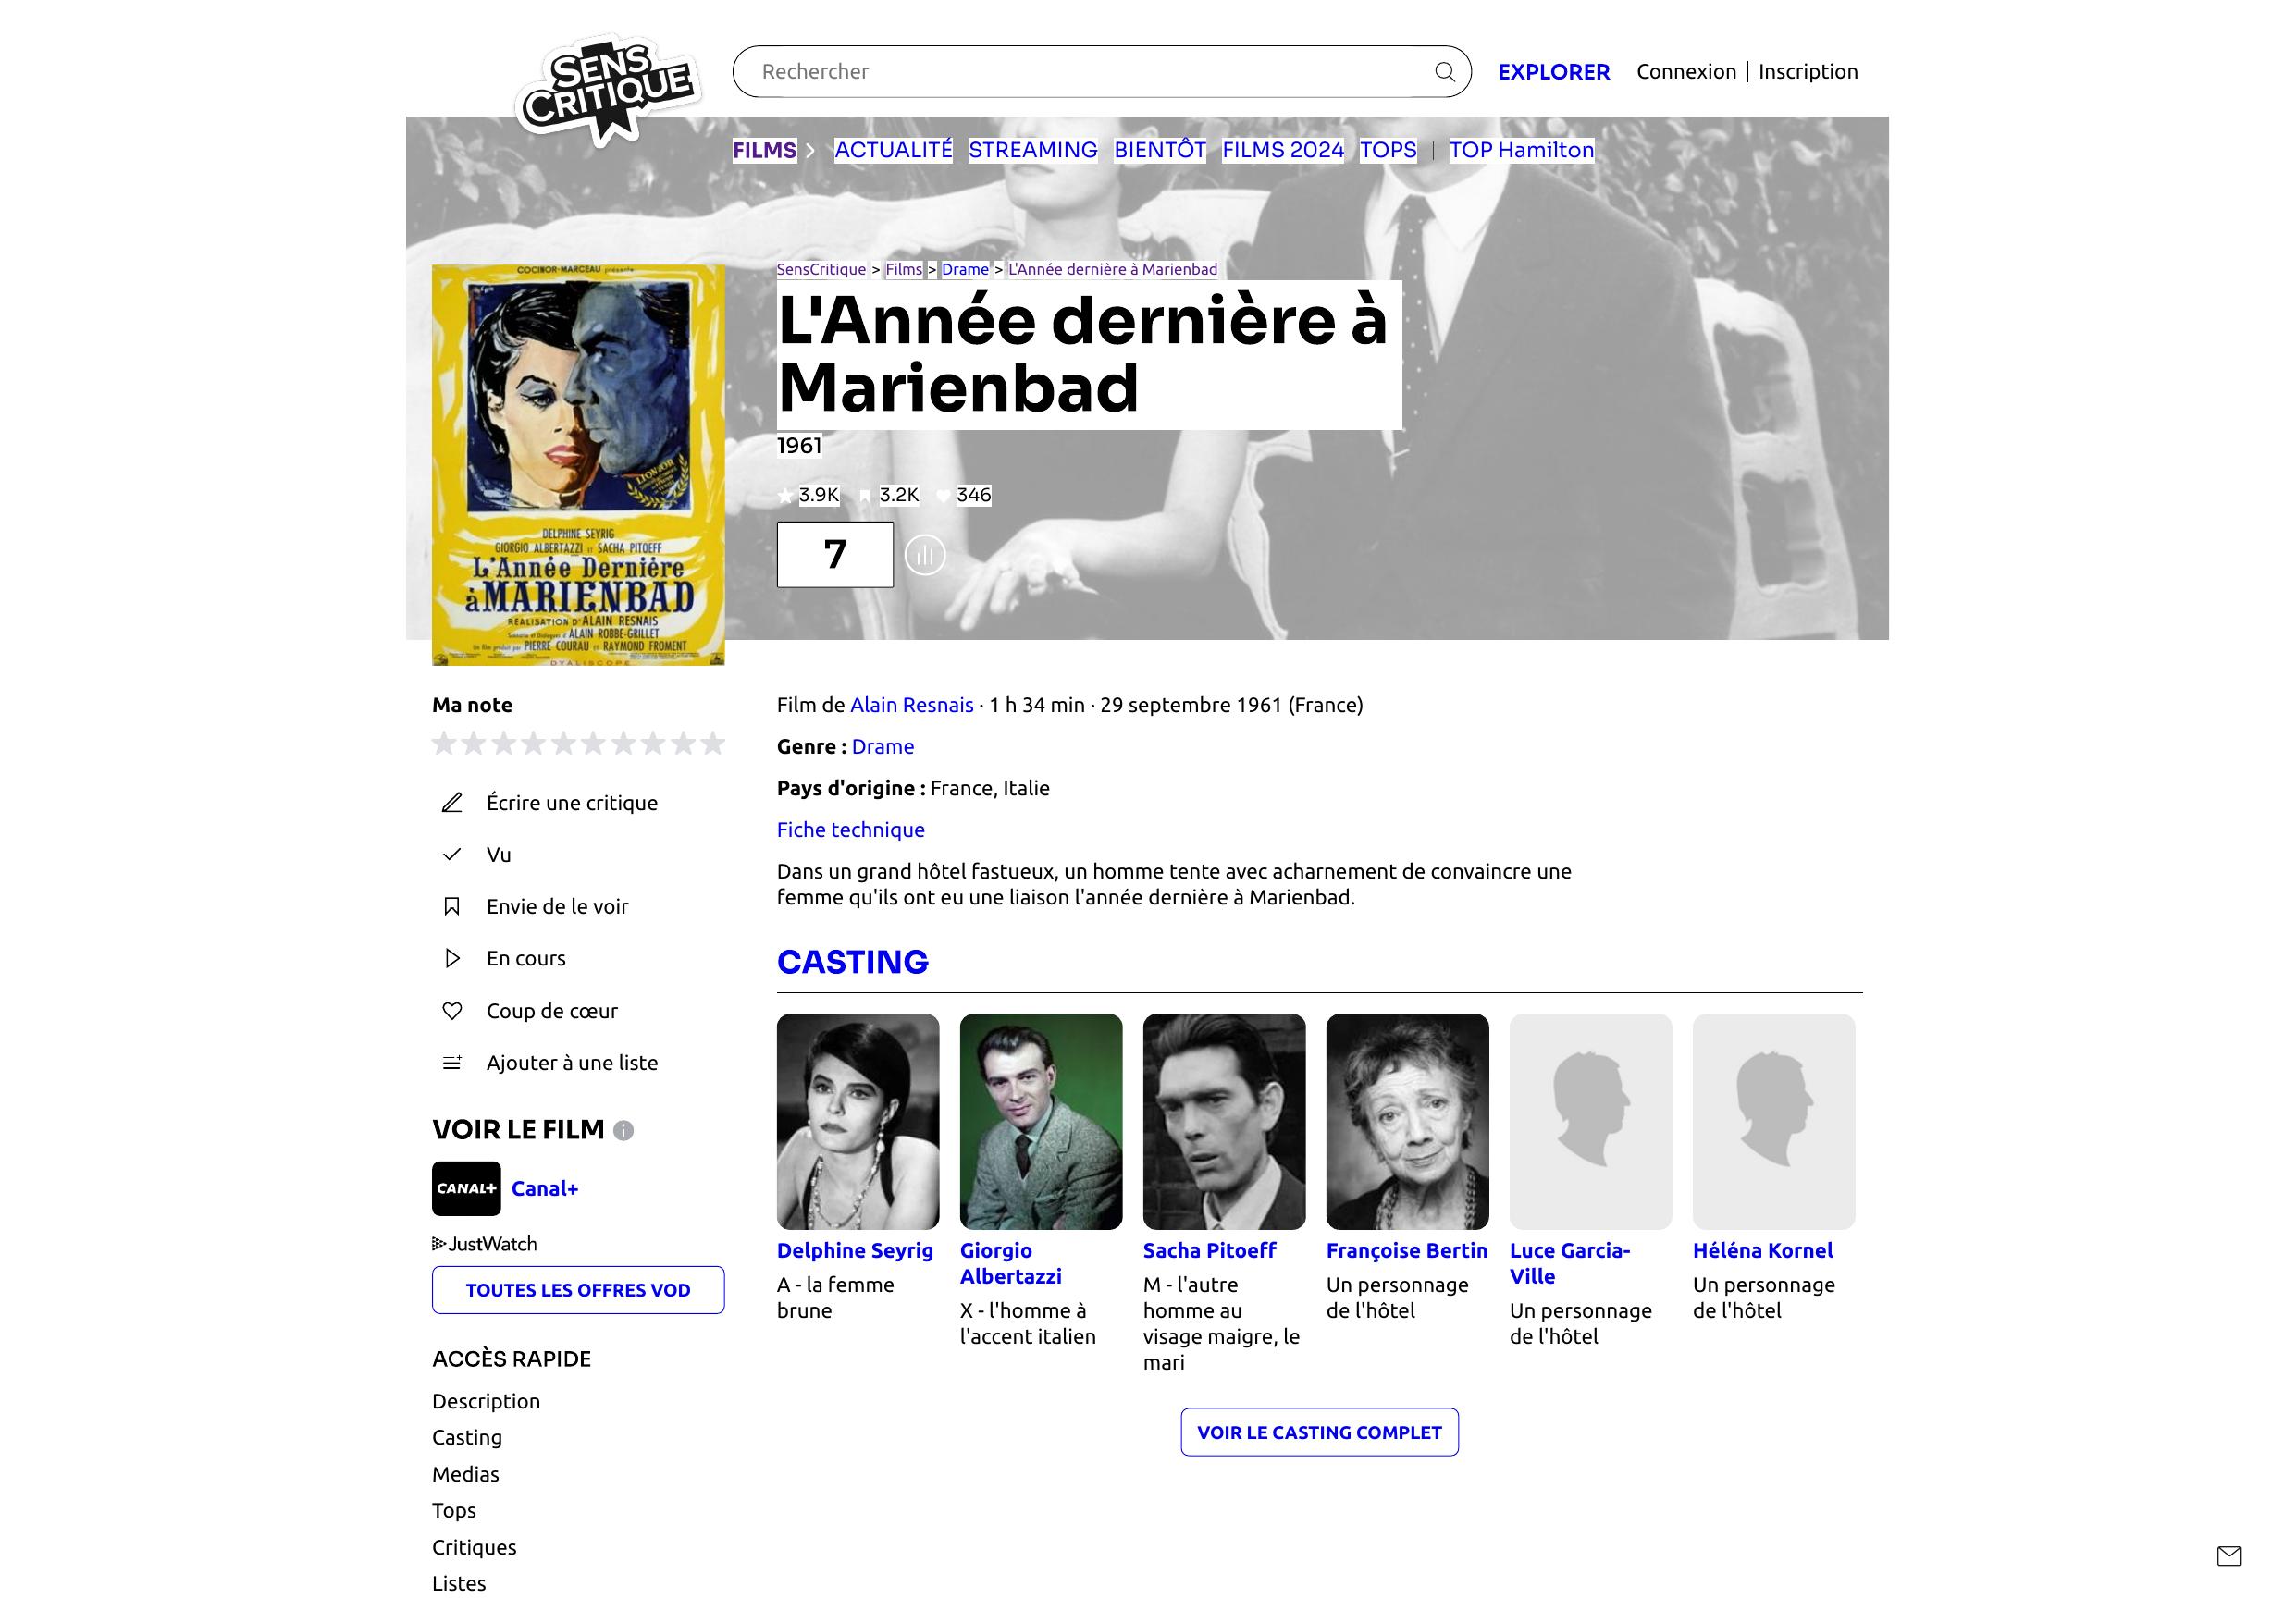 SENS
CRITIQUE
Rechercher
EXPLORER
Connexion | Inscription
FILMS
ACTUALITÉ
STREAMING
BIENTÔT
FILMS 2024
TOPS
|
TOP Hamilton
SensCritique > Films > Drame > L'Année dernière à Marienbad
L'Année dernière à
Marienbad
1961
3.9K
3.2K
346
7
COCINOR-MARCEAU présente
LION D'OR
DELPHINE SEYRIG
GIORGIO ALBERTAZZI ET SACHA PITOEFF
L'Année Dernière
à MARIENBAD
RÉALISATION D'ALAIN RESNAIS
Scénario et Dialogues d'ALAIN ROBBE-GRILLET
Un film produit par PIERRE COURAU et RAYMOND FROMENT
DYALISCOPE
Ma note
Écrire une critique
Vu
Envie de le voir
En cours
Coup de cœur
Ajouter à une liste
VOIR LE FILM
CANAL+
Canal+
JustWatch
TOUTES LES OFFRES VOD
ACCÈS RAPIDE
Description
Casting
Medias
Tops
Critiques
Listes
Film de Alain Resnais · 1 h 34 min · 29 septembre 1961 (France)
Genre : Drame
Pays d'origine : France, Italie
Fiche technique
Dans un grand hôtel fastueux, un homme tente avec acharnement de convaincre une
femme qu'ils ont eu une liaison l'année dernière à Marienbad.
CASTING
Delphine Seyrig
A - la femme
brune
Giorgio
Albertazzi
X - l'homme à
l'accent italien
Sacha Pitoeff
M - l'autre
homme au
visage maigre, le
mari
Françoise Bertin
Un personnage
de l'hôtel
Luce Garcia-
Ville
Un personnage
de l'hôtel
Héléna Kornel
Un personnage
de l'hôtel
VOIR LE CASTING COMPLET